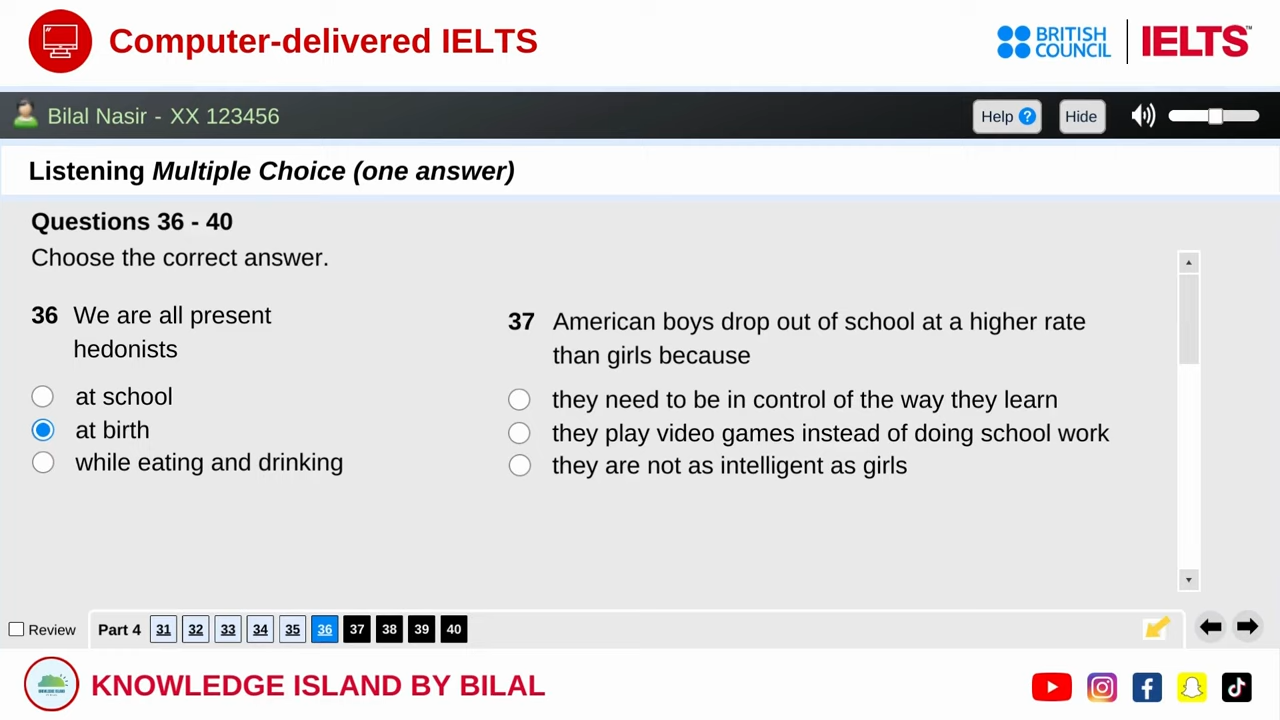 Computer-delivered IELTS
BRITISH COUNCIL
IELTS™
Bilal Nasir - XX 123456
Help ?
Hide
Listening Multiple Choice (one answer)
Questions 36 - 40
Choose the correct answer.
36 We are all present
hedonists
at school
at birth
while eating and drinking
37 American boys drop out of school at a higher rate
than girls because
they need to be in control of the way they learn
they play video games instead of doing school work
they are not as intelligent as girls
Review
Part 4 31 32 33 34 35 36 37 38 39 40
KNOWLEDGE ISLAND BY BILAL